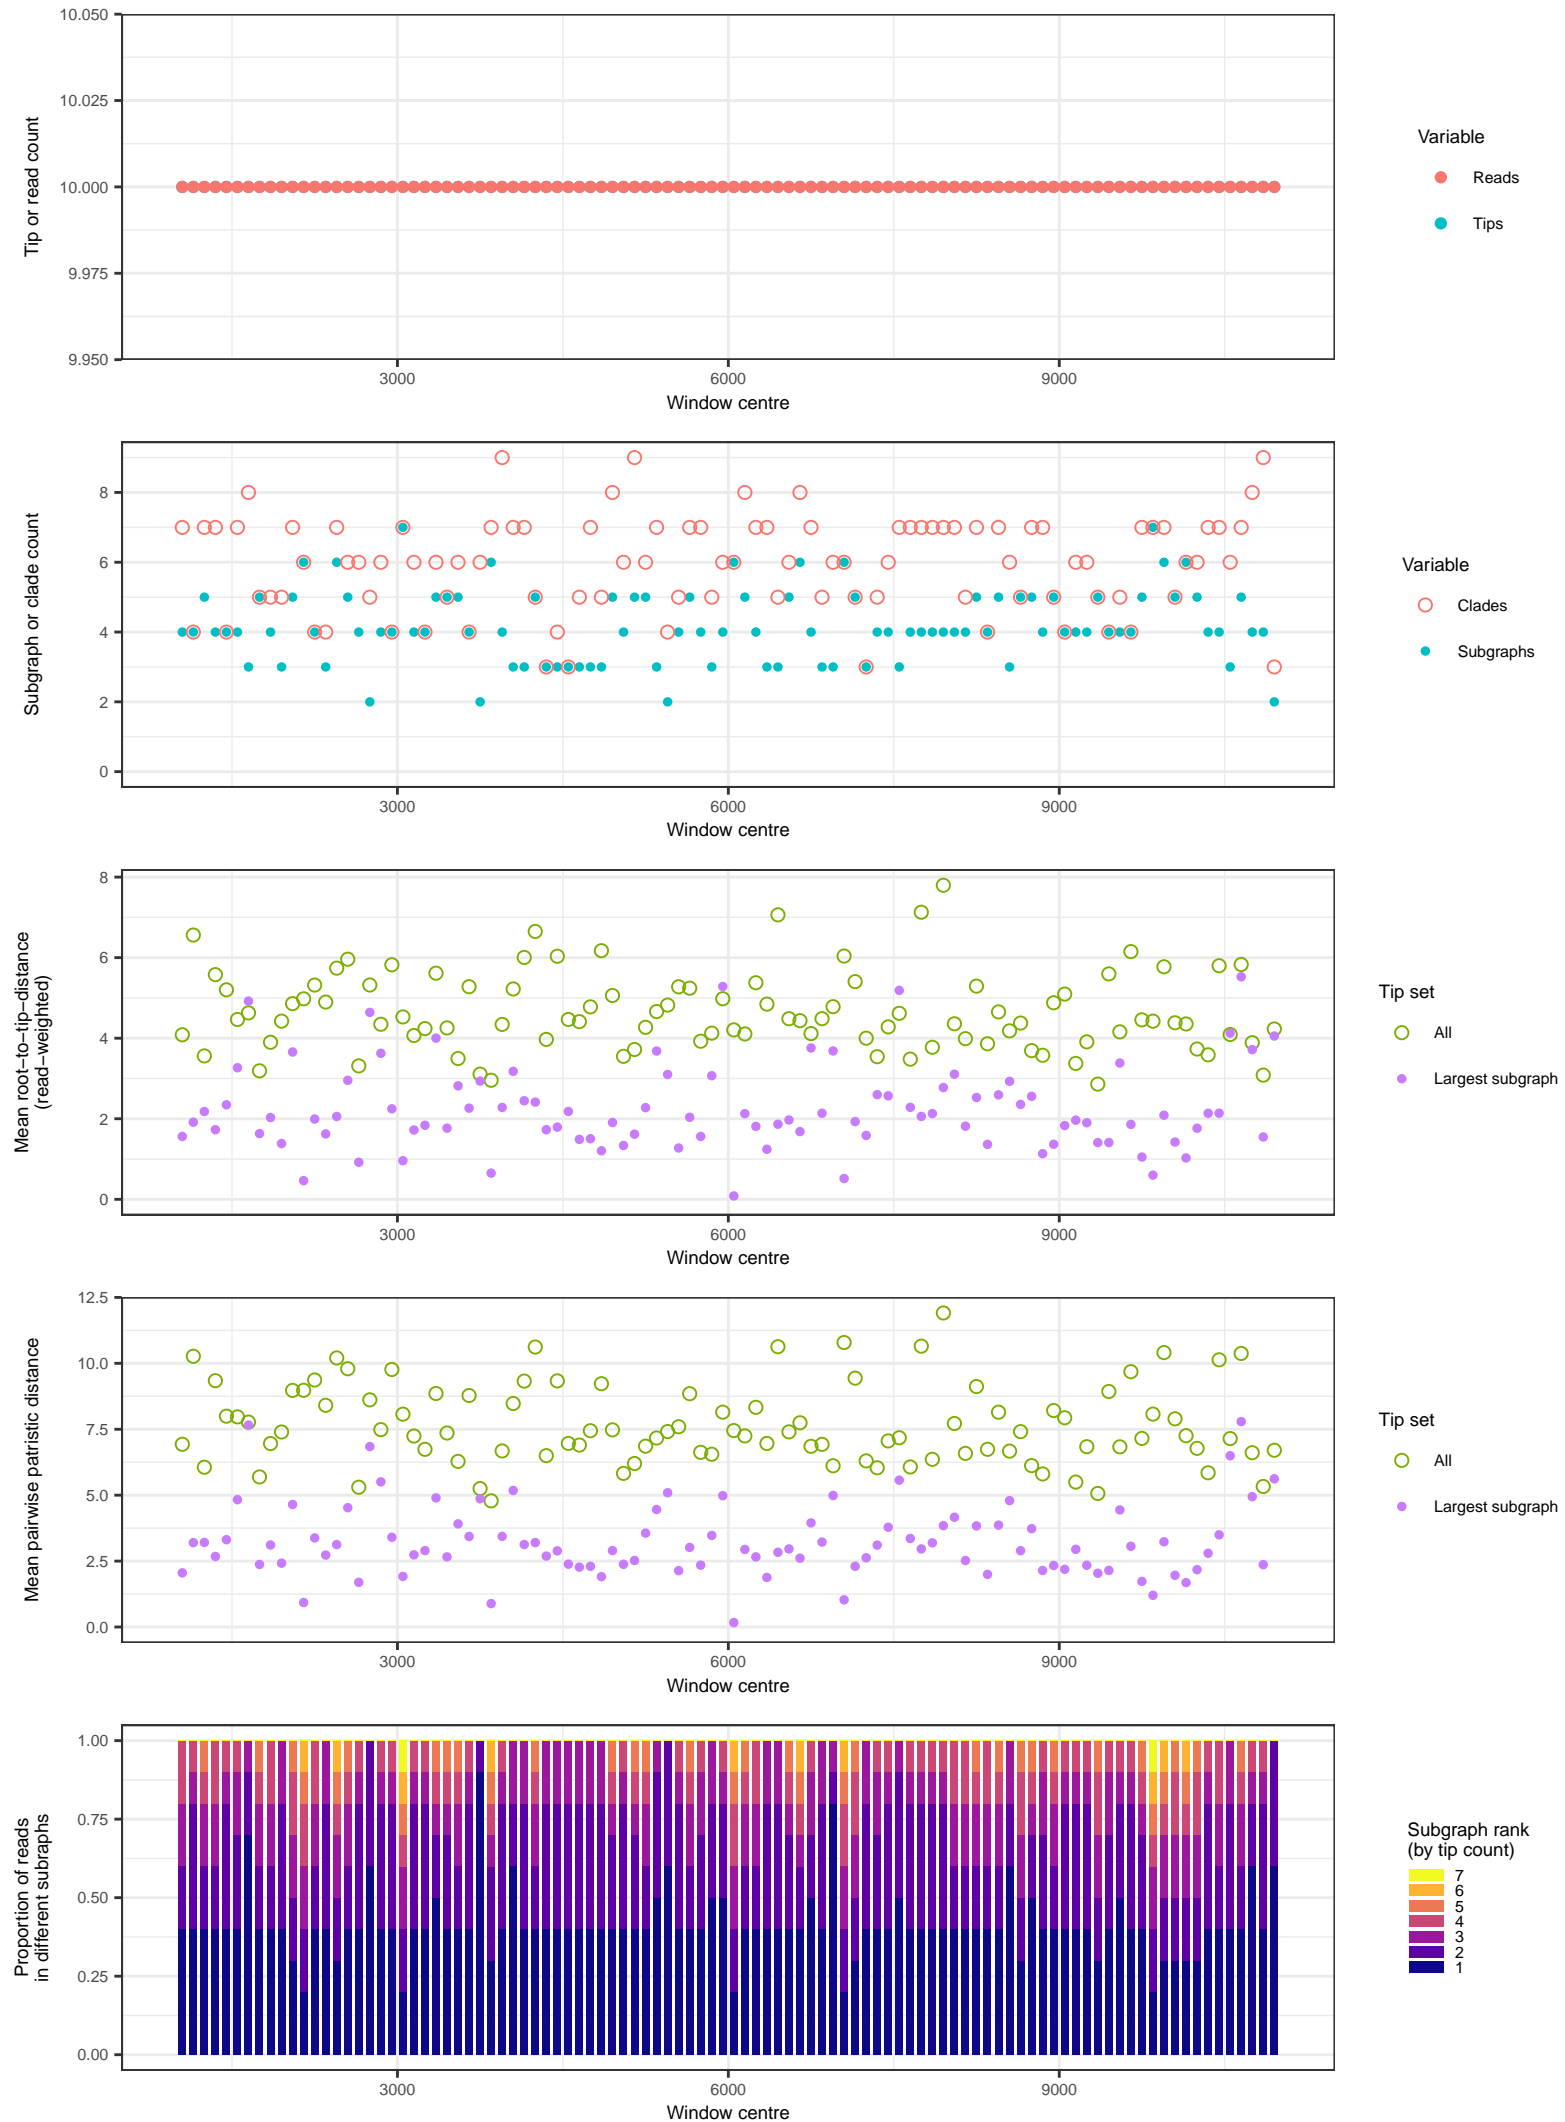 10.050
10.025
10.000
9.975
9.950
Tip or read count
3000
6000
9000
Window centre
Variable
Reads
Tips
8
6
4
2
0
Subgraph or clade count
3000
6000
9000
Window centre
Variable
Clades
Subgraphs
8
6
4
2
0
Mean root−to−tip−distance
(read−weighted)
3000
6000
9000
Window centre
Tip set
All
Largest subgraph
12.5
10.0
7.5
5.0
2.5
0.0
Mean pairwise patristic distance
3000
6000
9000
Window centre
Tip set
All
Largest subgraph
1.00
0.75
0.50
0.25
0.00
Proportion of reads
in different subraphs
3000
6000
9000
Window centre
Subgraph rank
(by tip count)
7
6
5
4
3
2
1